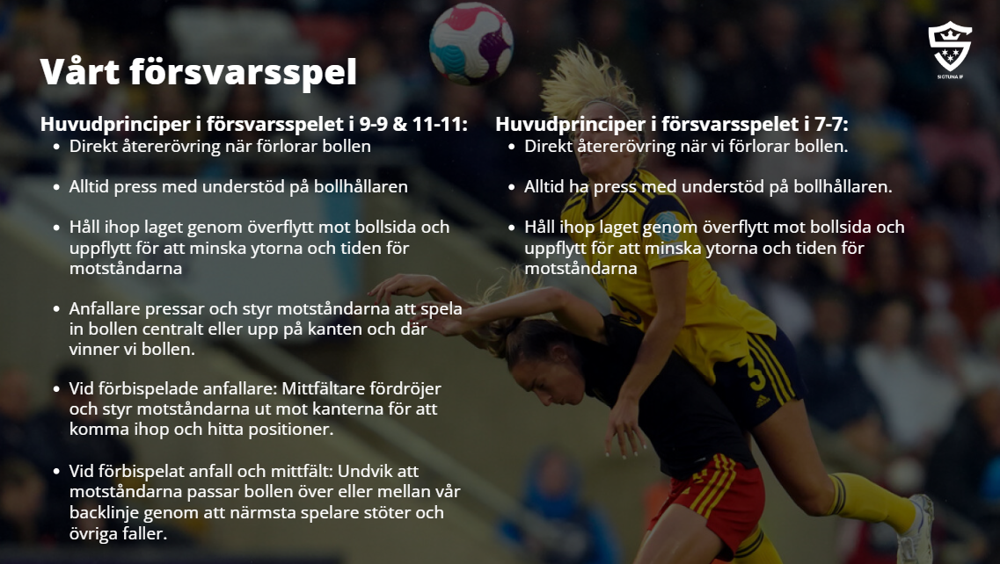 Vårt försvarsspel
SIGTUNA IF
Huvudprinciper i försvarsspelet i 9-9 & 11-11:
Direkt återerövring när förlorar bollen
Alltid press med understöd på bollhållaren
Håll ihop laget genom överflytt mot bollsida och
uppflytt för att minska ytorna och tiden för
motståndarna
Anfallare pressar och styr motståndarna att spela
in bollen centralt eller upp på kanten och där
vinner vi bollen.
Vid förbispelade anfallare: Mittfältare fördröjer
och styr motståndarna ut mot kanterna för att
komma ihop och hitta positioner.
Vid förbispelat anfall och mittfält: Undvik att
motståndarna passar bollen över eller mellan vår
backlinje genom att närmsta spelare stöter och
övriga faller.
Huvudprinciper i försvarsspelet i 7-7:
Direkt återerövring när vi förlorar bollen.
Alltid ha press med understöd på bollhållaren.
Håll ihop laget genom överflytt mot bollsida och
uppflytt för att minska ytorna och tiden för
motståndarna
3